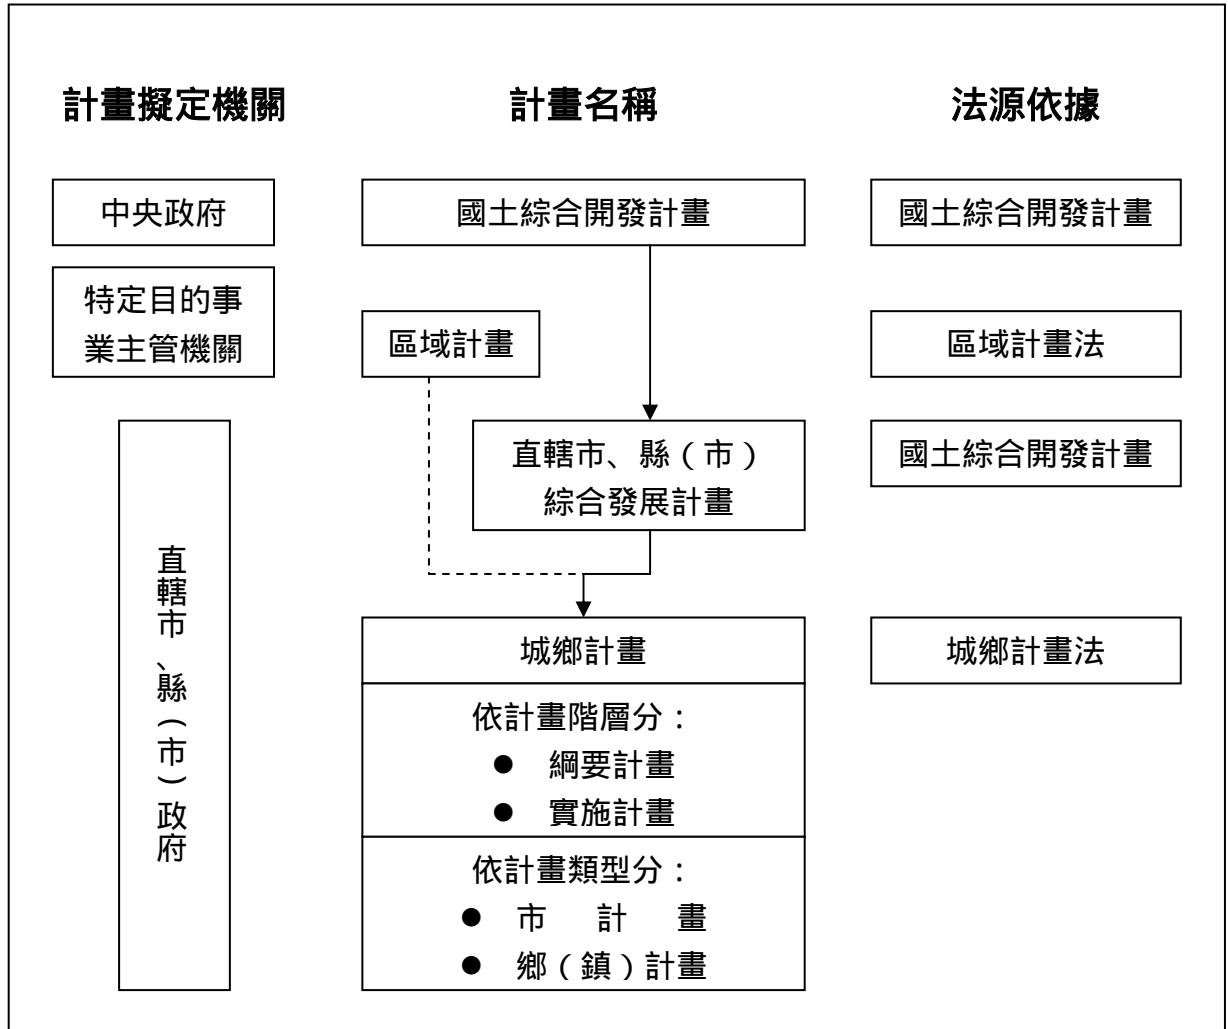 計畫擬定機關
計畫名稱
法源依據
中央政府
國土綜合開發計畫
國土綜合開發計畫
特定目的事
業主管機關
區域計畫
區域計畫法
直轄市、縣（市）
綜合發展計畫
國土綜合開發計畫
直轄市、縣（市）政府
城鄉計畫
城鄉計畫法
依計畫階層分：
● 綱要計畫
● 實施計畫
依計畫類型分：
● 市 計 畫
● 鄉（鎮）計畫